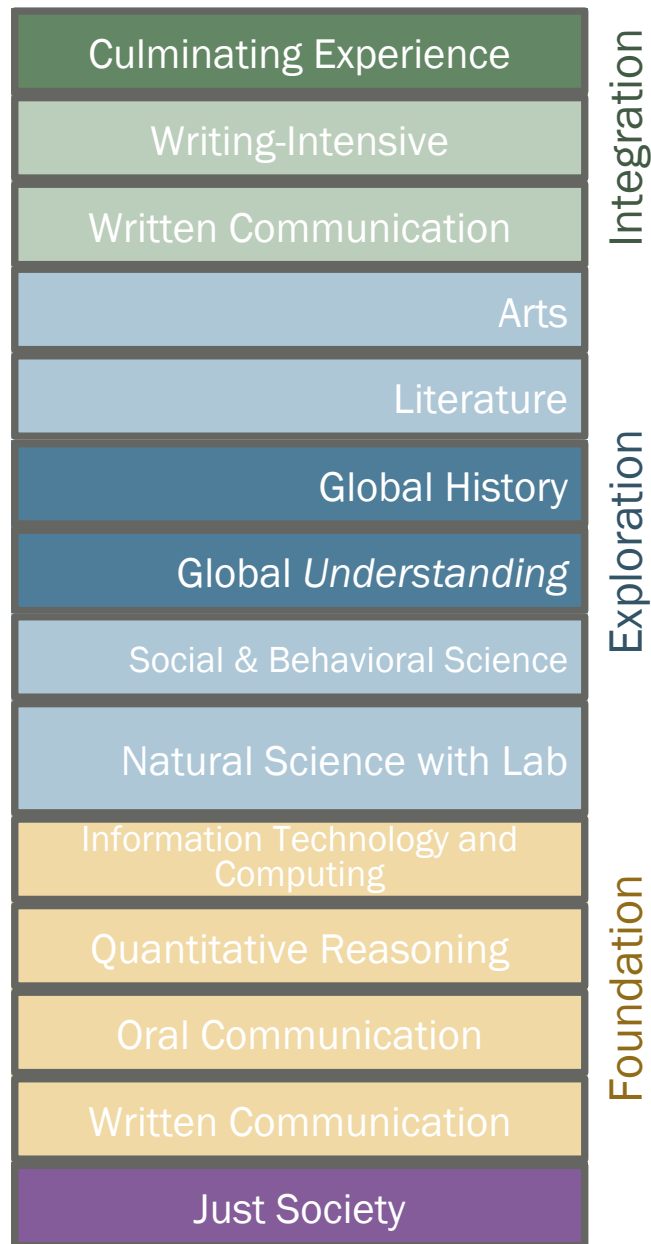 Culminating Experience
Writing-Intensive
Written Communication
Integration
Arts
Literature
Global History
Global Understanding
Social & Behavioral Science
Natural Science with Lab
Exploration
Information Technology and
Computing
Quantitative Reasoning
Oral Communication
Written Communication
Foundation
Just Society